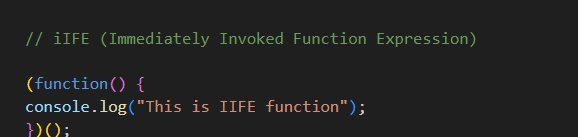 // iIFE (Immediately Invoked Function Expression)
(function() {
console.log("This is IIFE function");
})();